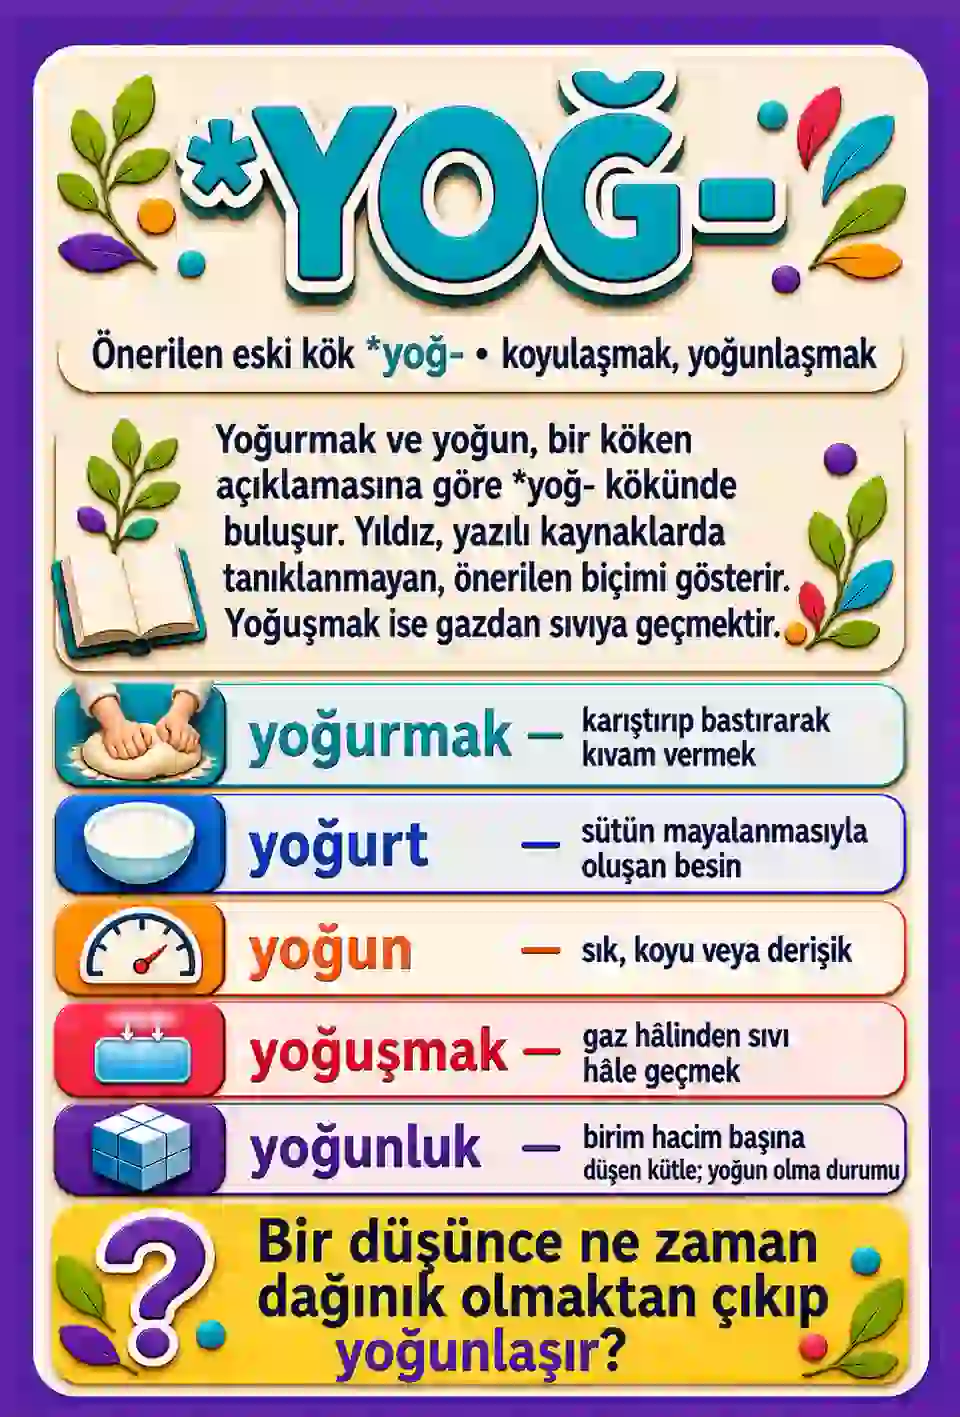 *YOĞ-
Önerilen eski kök *yoğ- • koyulaşmak, yoğunlaşmak
Yoğurmak ve yoğun, bir köken
açıklamasına göre *yoğ- kökünde
buluşur. Yıldız, yazılı kaynaklarda
tanıklanmayan, önerilen biçimi gösterir.
Yoğuşmak ise gazdan sıvıya geçmektir.
yoğurmak — karıştırıp bastırarak
kıvam vermek
yoğurt — sütün mayalanmasıyla
oluşan besin
yoğun — sık, koyu veya derişik
yoğuşmak — gaz hâlinden sıvı
hâle geçmek
yoğunluk — birim hacim başına
düşen kütle; yoğun olma durumu
Bir düşünce ne zaman
dağınık olmaktan çıkıp
yoğunlaşır?